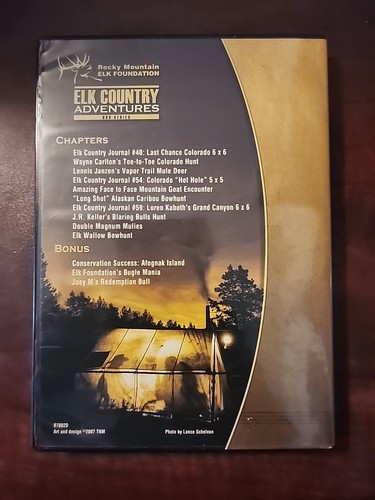 Rocky Mountain
ELK FOUNDATION
ELK COUNTRY
ADVENTURES
DVD SERIES
CHAPTERS
Elk Country Journal #40: Last Chance Colorado 6 x 6
Wayne Carlton's Toe-to-Toe Colorado Hunt
Lennis Janzen's Vapor Trail Mule Deer
Elk Country Journal #54: Colorado "Hot Hole" 5 x 5
Amazing Face to Face Mountain Goat Encounter
"Long Shot" Alaskan Caribou Bowhunt
Elk Country Journal #59: Loren Kaboth's Grand Canyon 6 x 6
J.R. Keller's Blaring Bulls Hunt
Double Magnum Mulies
Elk Wallow Bowhunt
BONUS
Conservation Success: Afognak Island
Elk Foundation's Bugle Mania
Joey M's Redemption Bull
Art and design ©2007 TBM
Photo by Lance Schelvan